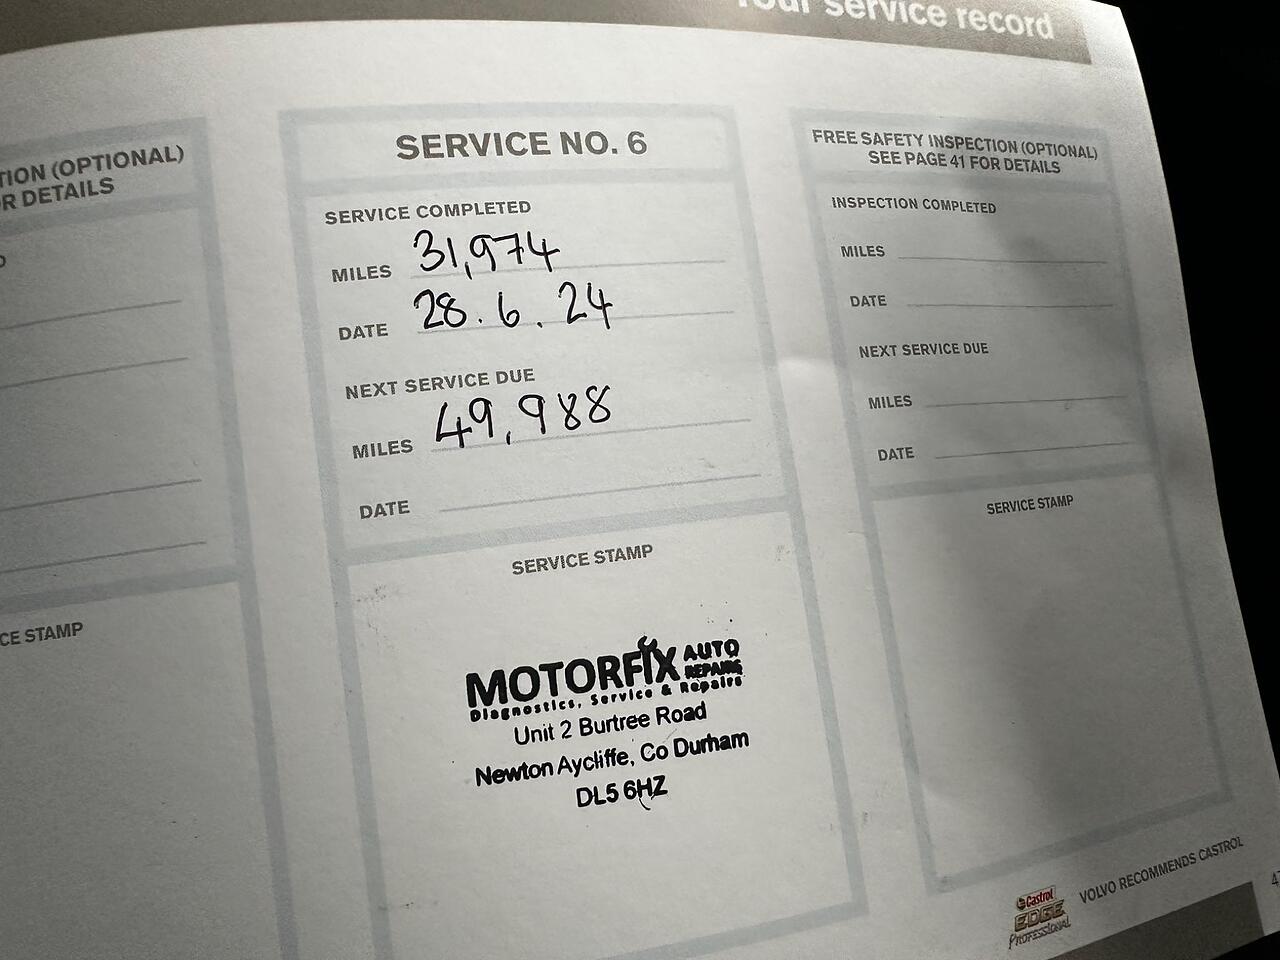 Your service record
TION (OPTIONAL)
R DETAILS
CE STAMP
SERVICE NO. 6
SERVICE COMPLETED
MILES 31,974
DATE 28.6.24
NEXT SERVICE DUE
MILES 49,988
DATE
SERVICE STAMP
MOTORFIX AUTO REPAIRS
Diagnostics, Service & Repairs
Unit 2 Burtree Road
Newton Aycliffe, Co Durham
DL5 6HZ
FREE SAFETY INSPECTION (OPTIONAL)
SEE PAGE 41 FOR DETAILS
INSPECTION COMPLETED
MILES
DATE
NEXT SERVICE DUE
MILES
DATE
SERVICE STAMP
Castrol
EDGE
PROFESSIONAL
VOLVO RECOMMENDS CASTROL